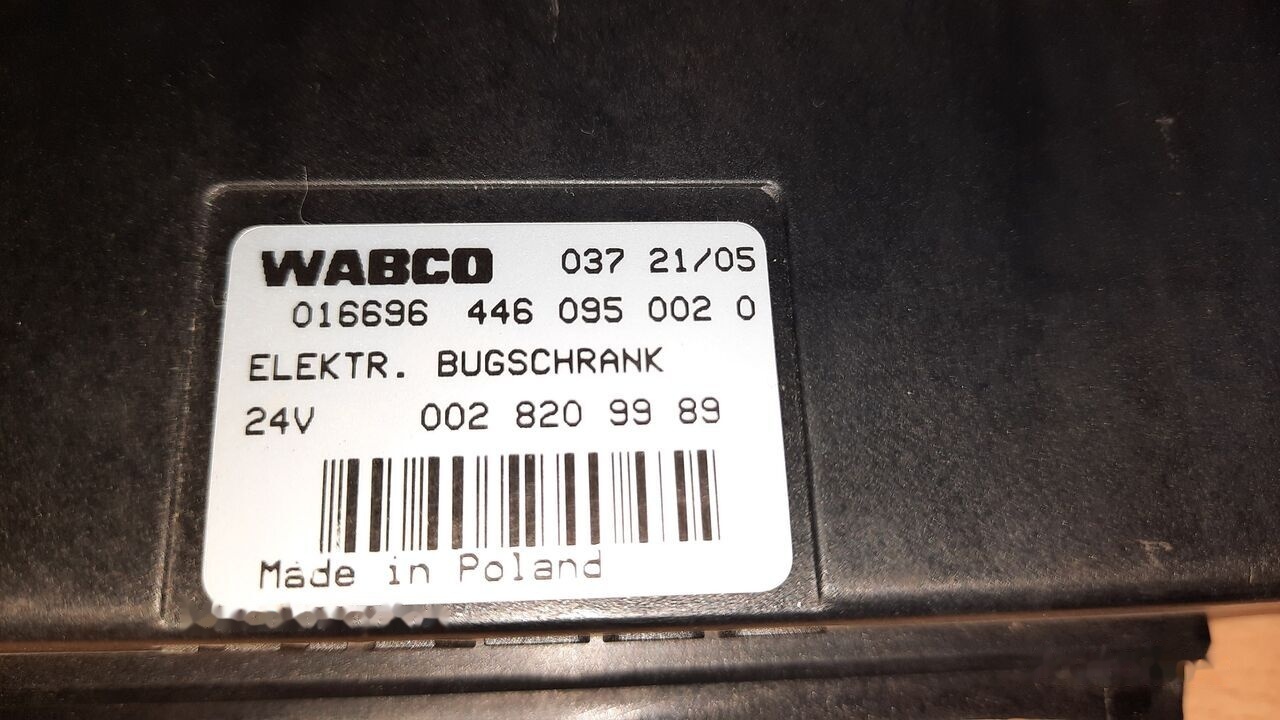 WABCO 037 21/05
016696 446 095 002 0
ELEKTR. BUGSCHRANK
24V 002 820 99 89
Made in Poland